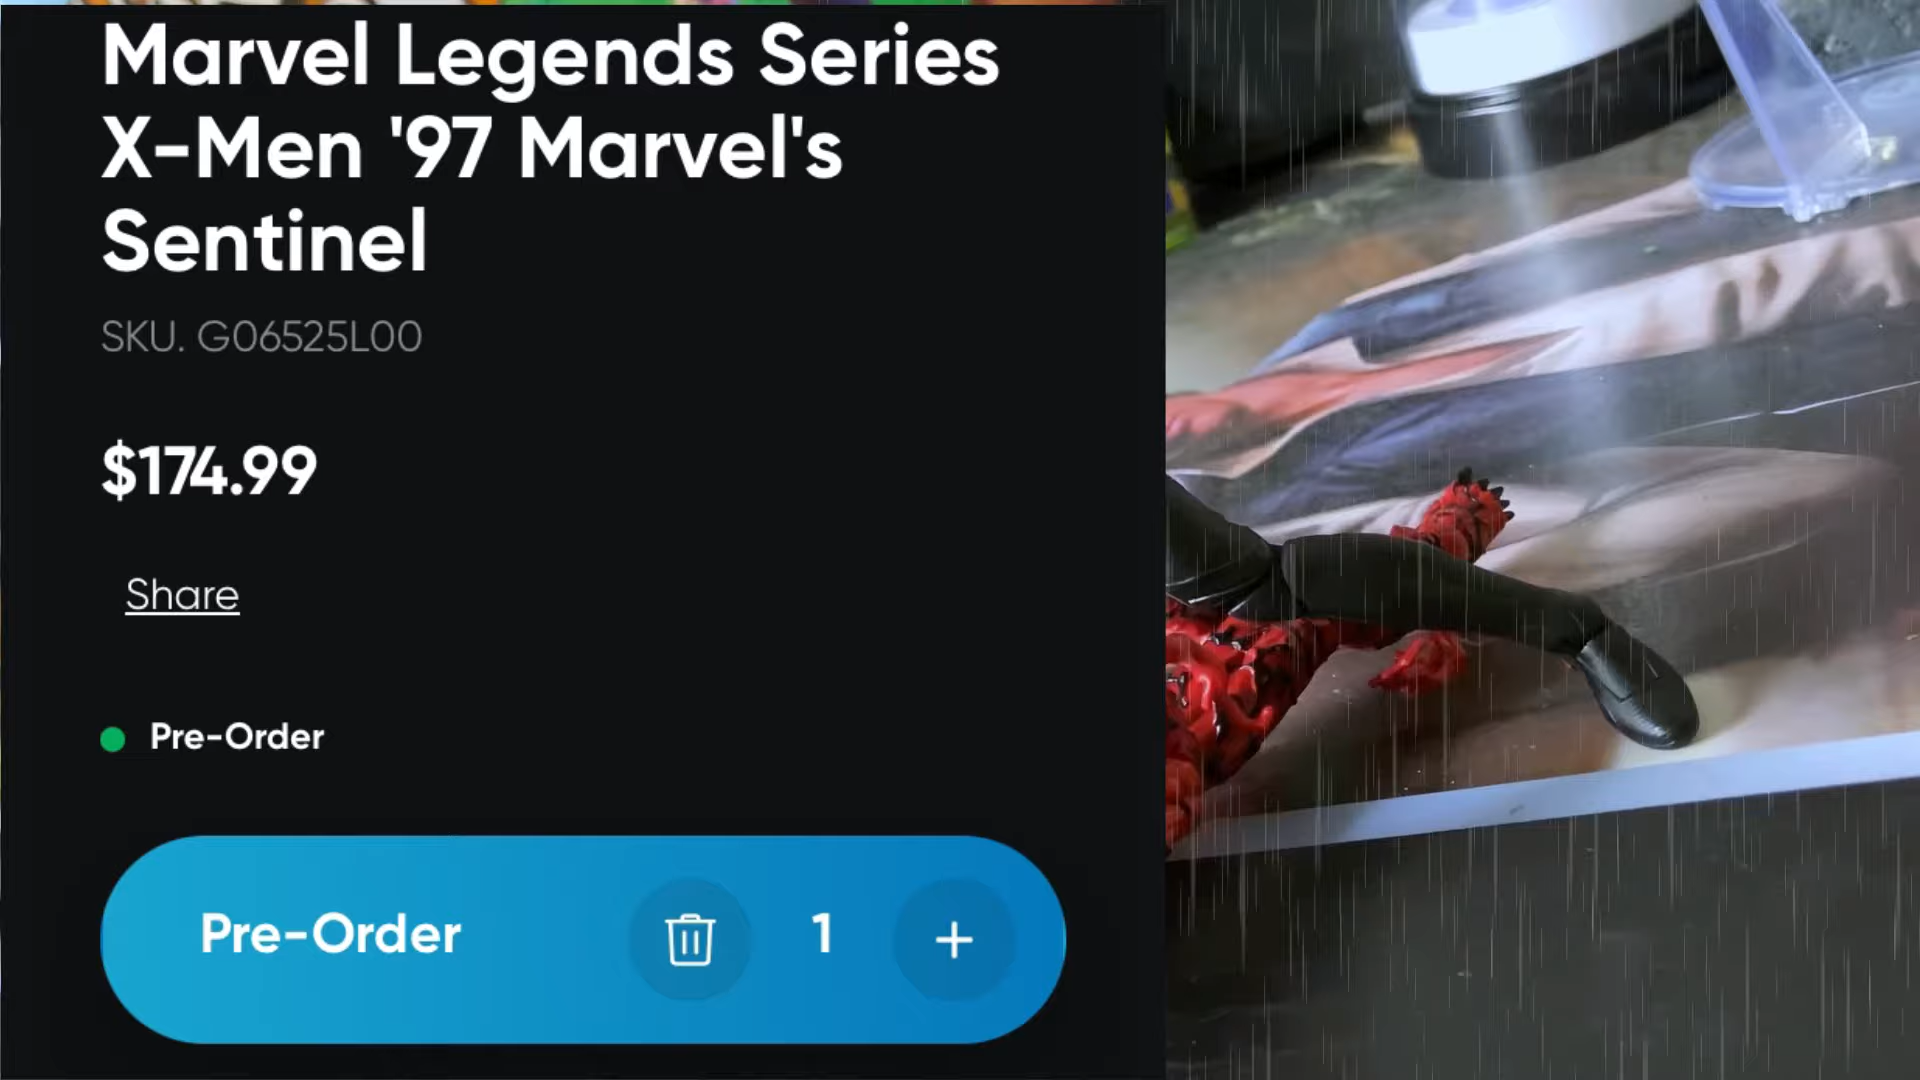 Marvel Legends Series
X-Men '97 Marvel's
Sentinel
SKU. G06525L00
$174.99
Share
Pre-Order
Pre-Order 1 +